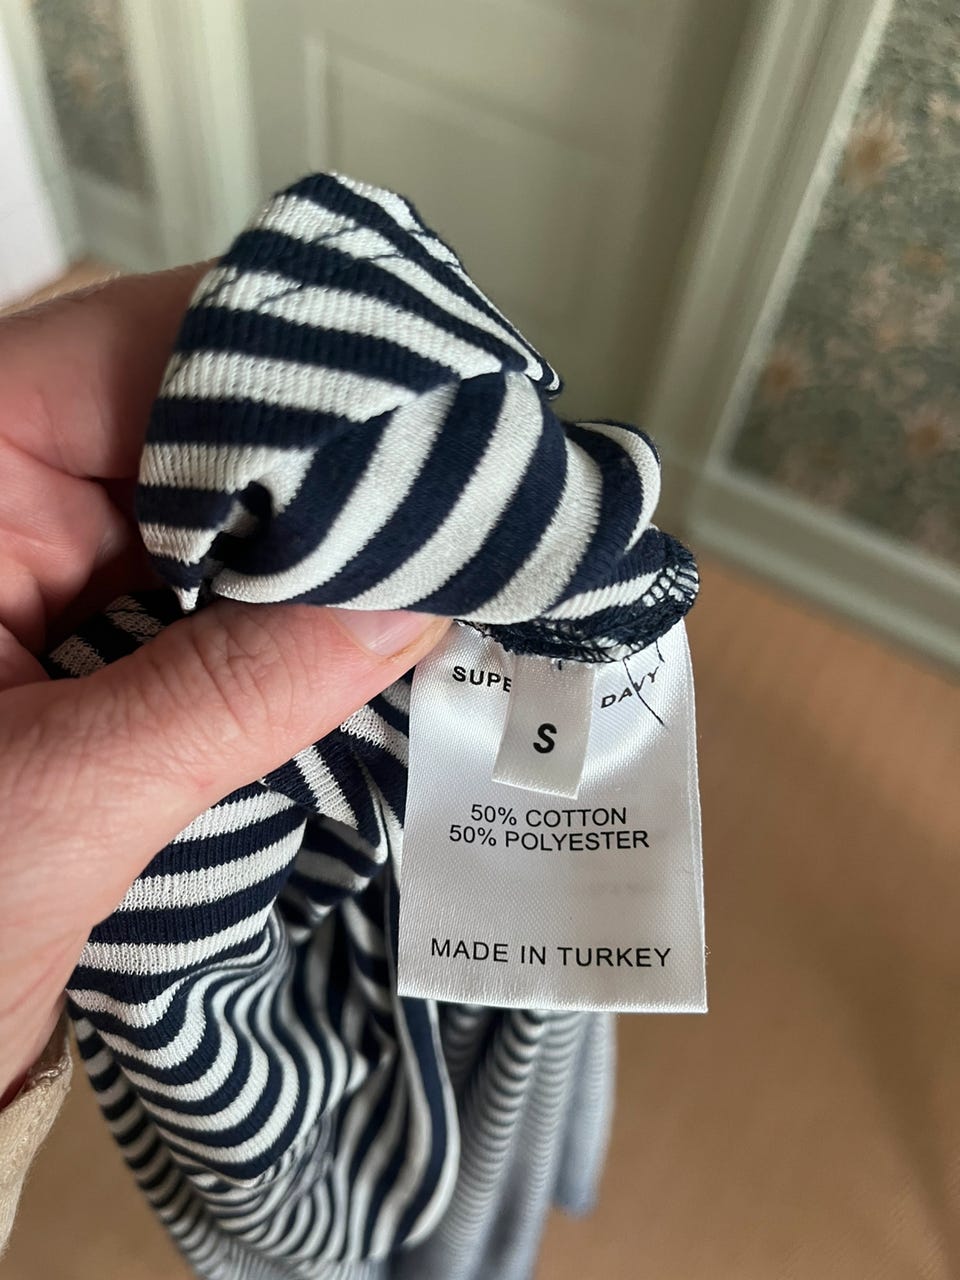 SUPE
DAVY
S
50% COTTON
50% POLYESTER
MADE IN TURKEY